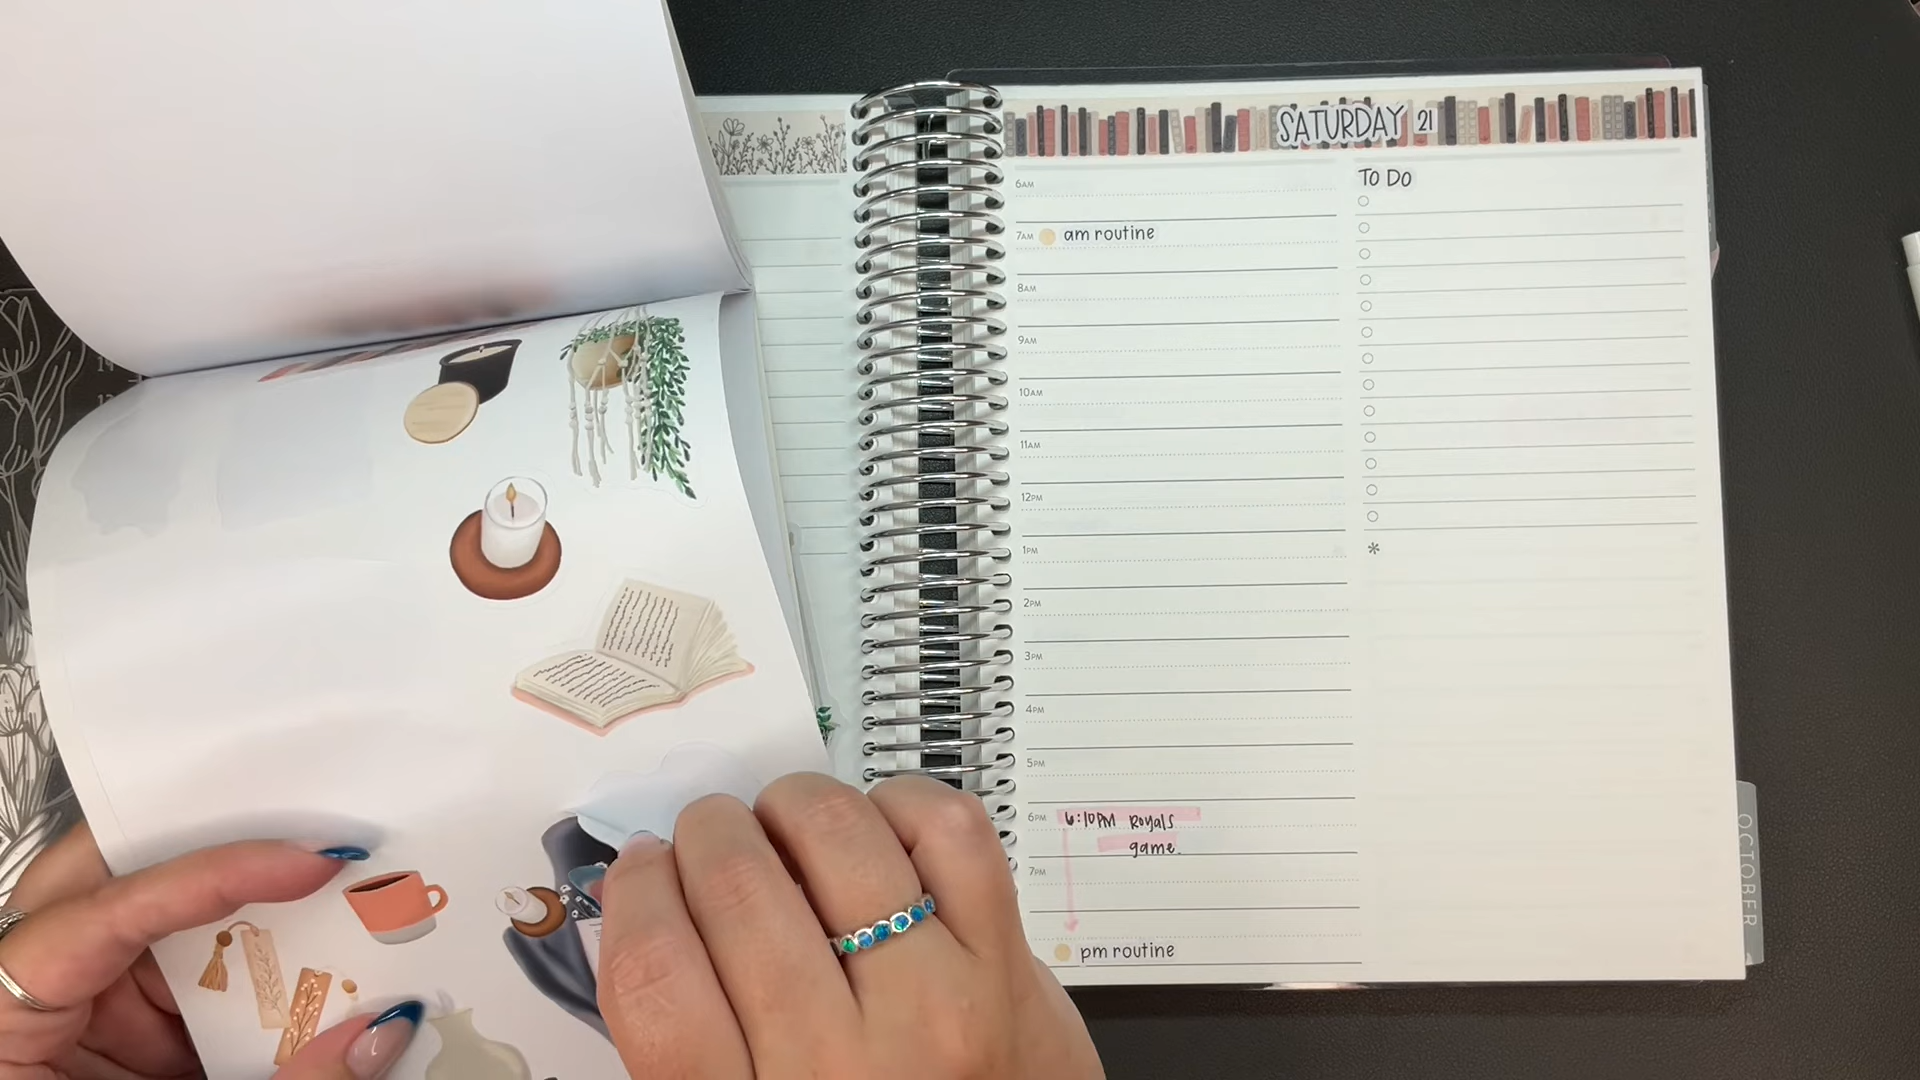 SATURDAY 21
TO DO
6AM
7AM am routine
8AM
9AM
10AM
11AM
12PM
1PM
*
2PM
3PM
4PM
5PM
6PM 6:10PM Royals
game.
7PM
pm routine
OCTOBER
14